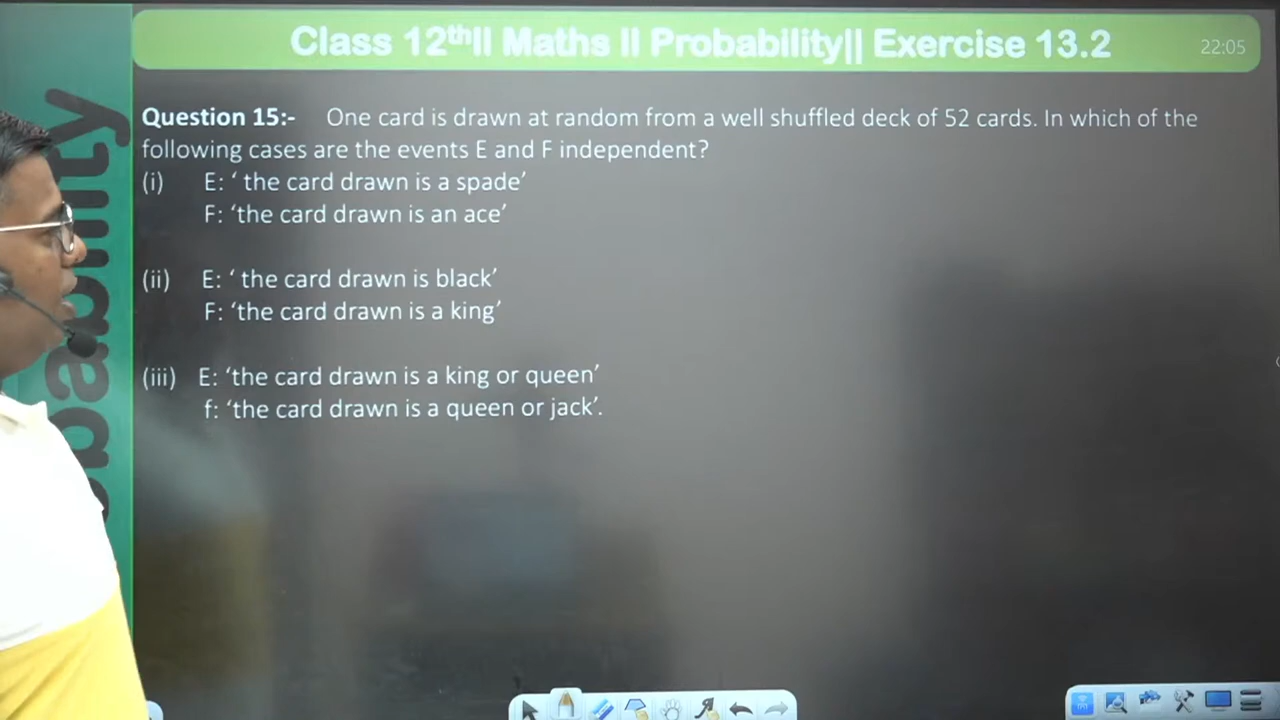 Class 12thII Maths II Probability|| Exercise 13.2
22:05
Question 15:- One card is drawn at random from a well shuffled deck of 52 cards. In which of the
following cases are the events E and F independent?
(i) E: ‘ the card drawn is a spade’
F: ‘the card drawn is an ace’
(ii) E: ‘ the card drawn is black’
F: ‘the card drawn is a king’
(iii) E: ‘the card drawn is a king or queen’
f: ‘the card drawn is a queen or jack’.